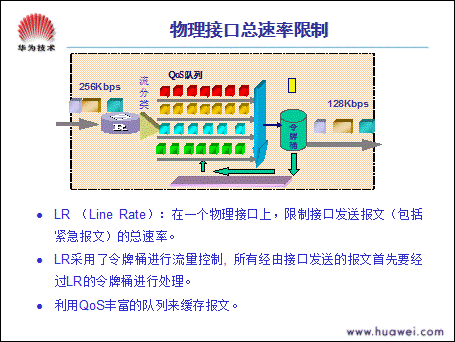 华为技术
物理接口总速率限制
QoS队列
流分类
256Kbps
128Kbps
令牌桶
● LR （Line Rate）：在一个物理接口上，限制接口发送报文（包括
紧急报文）的总速率。
● LR采用了令牌桶进行流量控制, 所有经由接口发送的报文首先要经
过LR的令牌桶进行处理。
● 利用QoS丰富的队列来缓存报文。
www.huawei.com